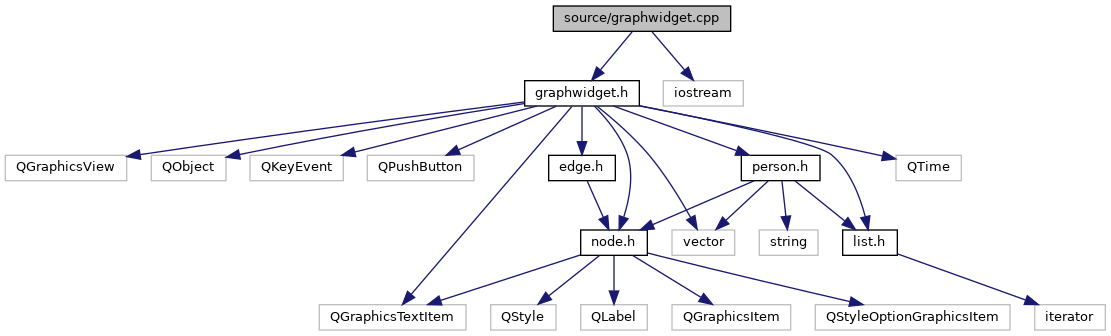 source/graphwidget.cpp
graphwidget.h
iostream
QGraphicsView
QObject
QKeyEvent
QPushButton
edge.h
person.h
QTime
node.h
vector
string
list.h
QGraphicsTextItem
QStyle
QLabel
QGraphicsItem
QStyleOptionGraphicsItem
iterator